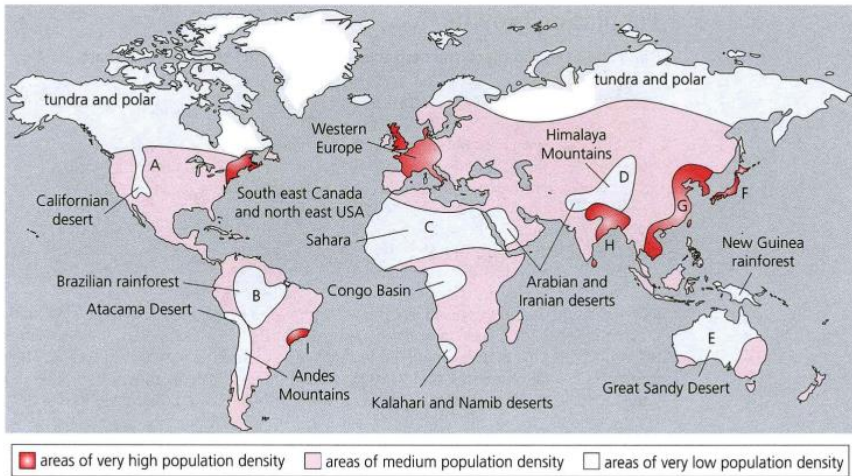 tundra and polar
tundra and polar
Western
Europe
Himalaya
Mountains
A
D
Californian
desert
South east Canada
and north east USA
F
G
Sahara
C
H
New Guinea
rainforest
Brazilian rainforest
B
Congo Basin
Arabian and
Iranian deserts
Atacama Desert
I
E
Andes
Mountains
Kalahari and Namib deserts
Great Sandy Desert
areas of very high population density
areas of medium population density
areas of very low population density